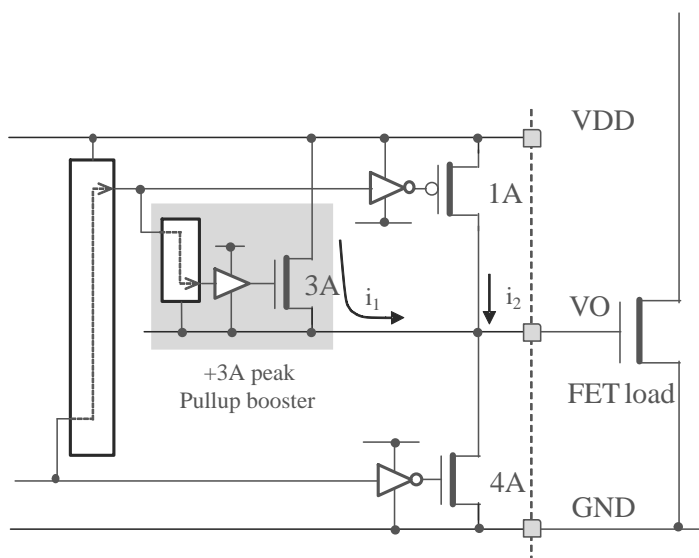 VDD
1A
3A
i1
i2
VO
+3A peak
Pullup booster
FET load
4A
GND